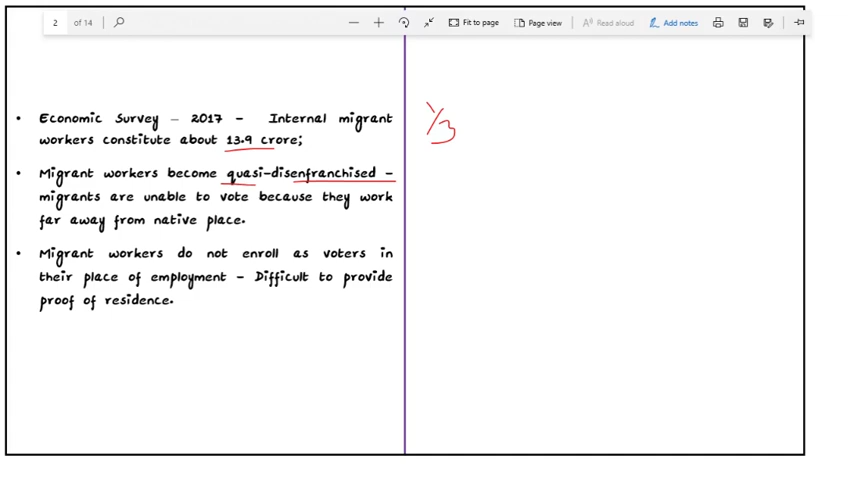 2 of 14 Fit to page Page view Read aloud Add notes
• Economic Survey – 2017 – Internal migrant
workers constitute about 13.9 crore;
• Migrant workers become quasi-disenfranchised –
migrants are unable to vote because they work
far away from native place.
• Migrant workers do not enroll as voters in
their place of employment – Difficult to provide
proof of residence.
1/3